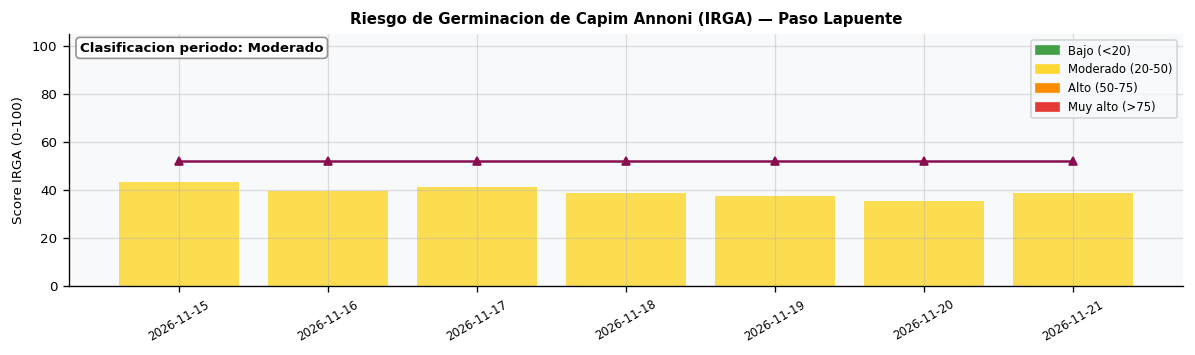 Riesgo de Germinacion de Capim Annoni (IRGA) — Paso Lapuente
Clasificacion periodo: Moderado
Bajo (<20)
Moderado (20-50)
Alto (50-75)
Muy alto (>75)
Score IRGA (0-100)
100
80
60
40
20
0
2026-11-15
2026-11-16
2026-11-17
2026-11-18
2026-11-19
2026-11-20
2026-11-21